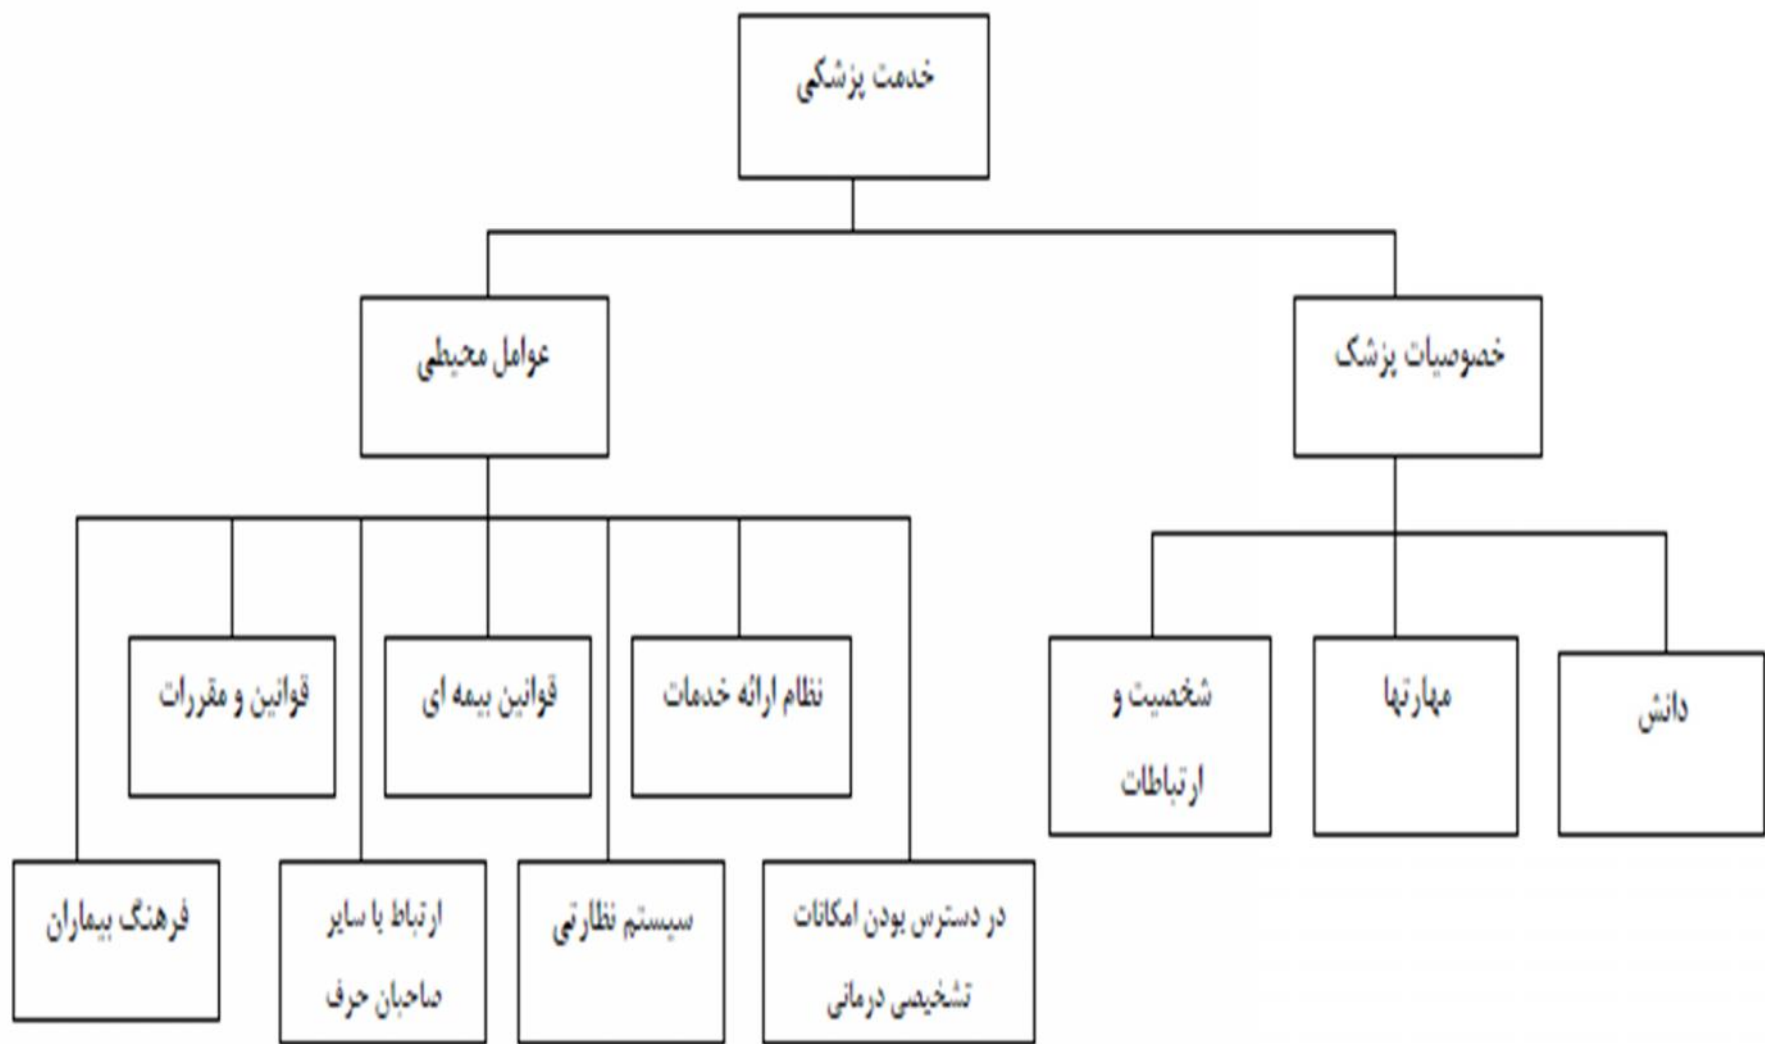 خدمت پزشکی
خصوصیات پزشک
عوامل محیطی
دانش
مهارتها
شخصیت و
ارتباطات
نظام ارائه خدمات
قوانین بیمه ای
قوانین و مقررات
در دسترس بودن امکانات
تشخیصی درمانی
سیستم نظارتی
ارتباط با سایر
صاحبان حرف
فرهنگ بیماران